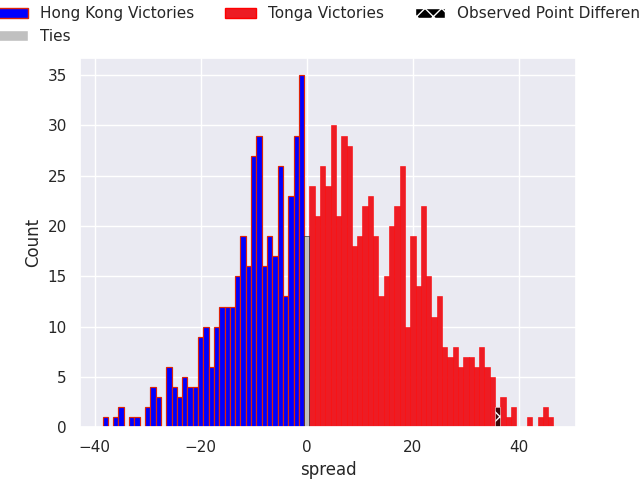 Hong Kong Victories Tonga Victories Observed Point Differen
Ties
35
30
25
20
15
10
5
0
Count
−40 −20 0 20 40
spread